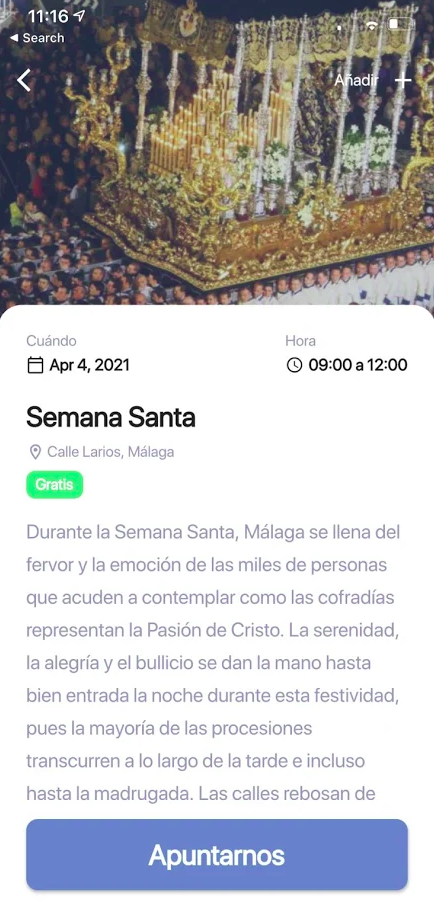 11:16
◀ Search
Añadir +
Cuándo
Hora
Apr 4, 2021
09:00 a 12:00
Semana Santa
Calle Larios, Málaga
Gratis
Durante la Semana Santa, Málaga se llena del
fervor y la emoción de las miles de personas
que acuden a contemplar como las cofradías
representan la Pasión de Cristo. La serenidad,
la alegría y el bullicio se dan la mano hasta
bien entrada la noche durante esta festividad,
pues la mayoría de las procesiones
transcurren a lo largo de la tarde e incluso
hasta la madrugada. Las calles rebosan de
Apuntarnos